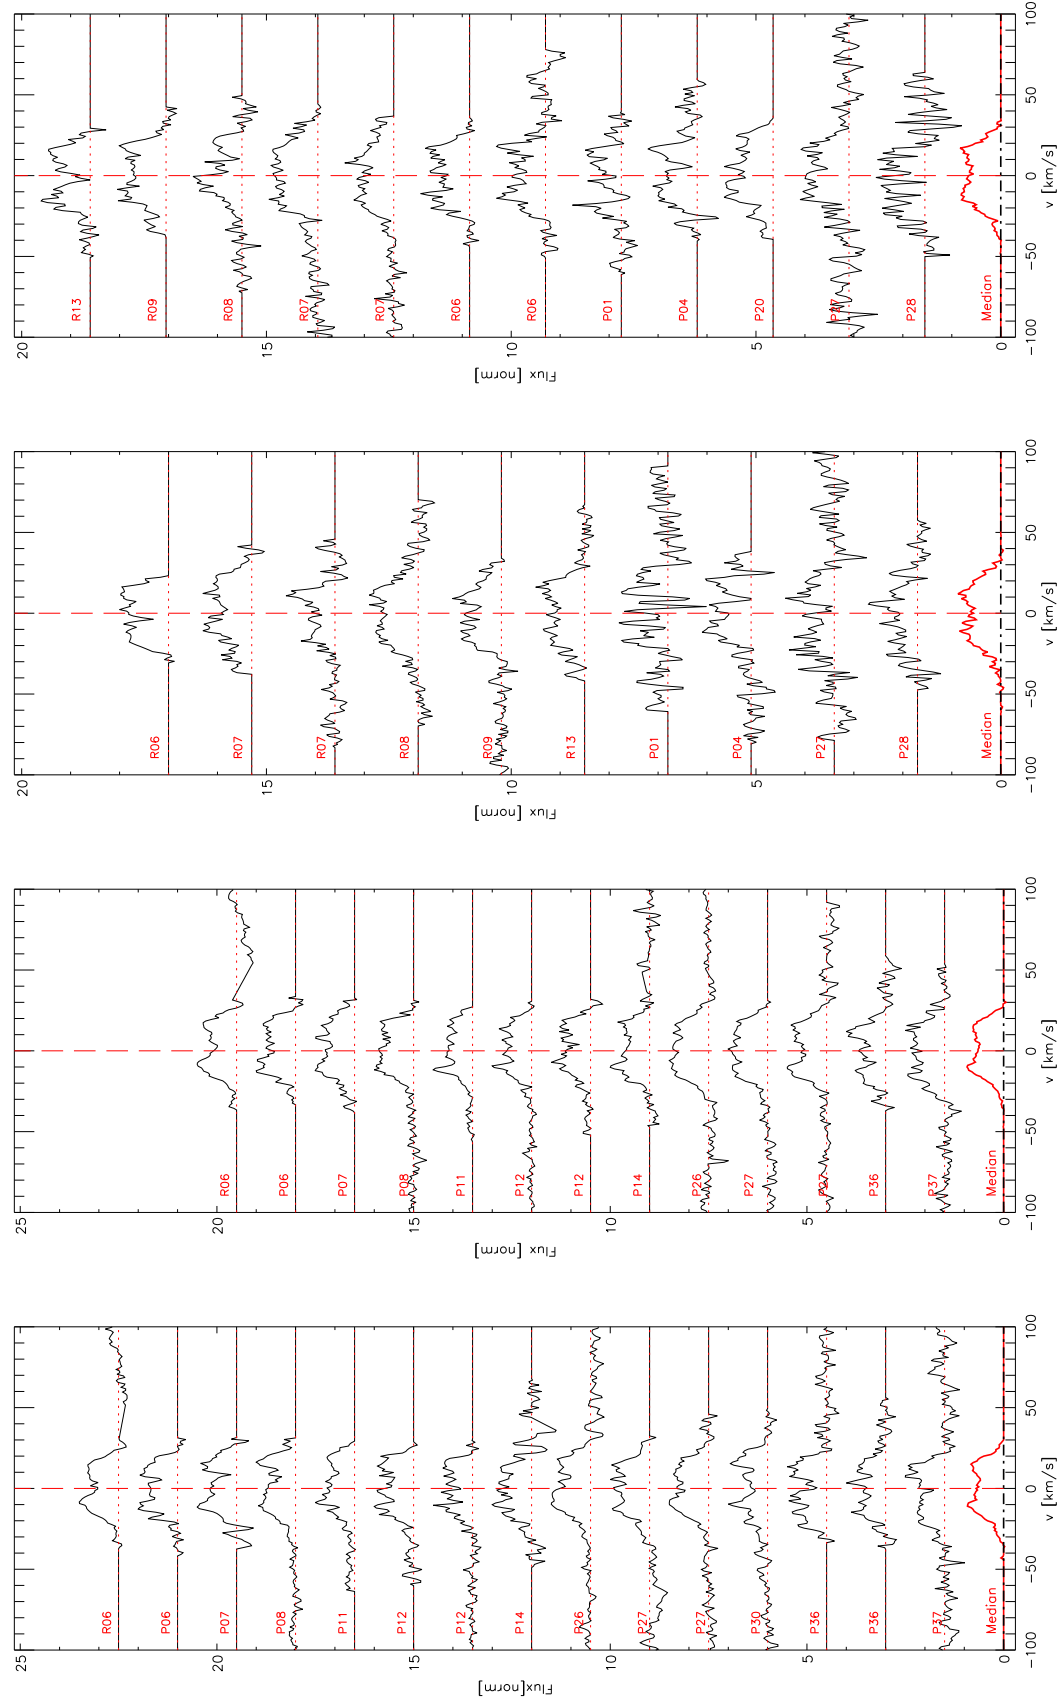 25
20
15
10
5
0
Flux[norm]
R06
P06
P07
P08
P11
P12
P12
P14
P26
P27
P27
P30
P36
P36
P37
Median
-100 -50 0 50 100
v [km/s]
25
20
15
10
5
0
Flux [norm]
R06
P06
P07
P08
P11
P12
P12
P14
P26
P27
P27
P36
P37
Median
-100 -50 0 50 100
v [km/s]
20
15
10
5
0
Flux [norm]
R06
R07
R07
R08
R09
R13
P01
P04
P27
P28
Median
-100 -50 0 50 100
v [km/s]
20
15
10
5
0
Flux [norm]
R13
R09
R08
R07
R07
R06
R06
P01
P04
P20
P27
P28
Median
-100 -50 0 50 100
v [km/s]